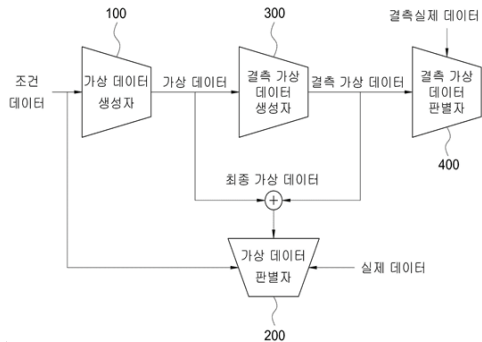 100
300
결측실제 데이터
조건
데이터
가상 데이터
생성자
가상 데이터
결측 가상
데이터
생성자
결측 가상 데이터
결측 가상
데이터
판별자
400
최종 가상 데이터
+
가상 데이터
판별자
실제 데이터
200